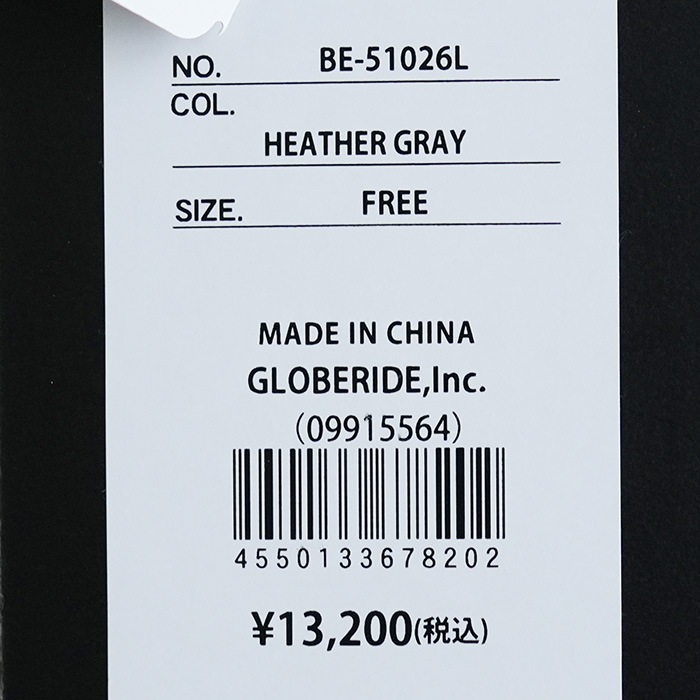 NO. BE-51026L
COL.
HEATHER GRAY
SIZE. FREE
MADE IN CHINA
GLOBERIDE,Inc.
(09915564)
4550133678202
¥13,200(税込)